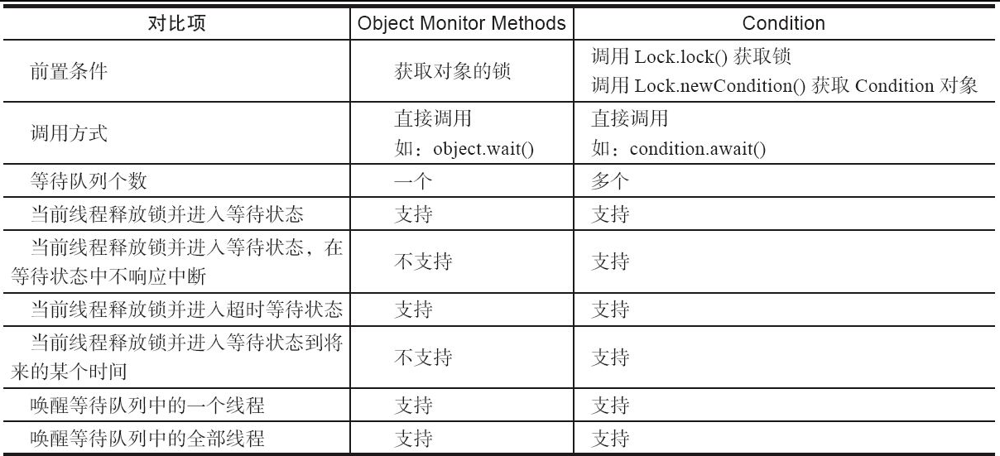 对比项 Object Monitor Methods Condition
前置条件 获取对象的锁 调用 Lock.lock() 获取锁
调用 Lock.newCondition() 获取 Condition 对象
调用方式 直接调用 直接调用
如：object.wait() 如：condition.await()
等待队列个数 一个 多个
当前线程释放锁并进入等待状态 支持 支持
当前线程释放锁并进入等待状态，在
等待状态中不响应中断 不支持 支持
当前线程释放锁并进入超时等待状态 支持 支持
当前线程释放锁并进入等待状态到将
来的某个时间 不支持 支持
唤醒等待队列中的一个线程 支持 支持
唤醒等待队列中的全部线程 支持 支持